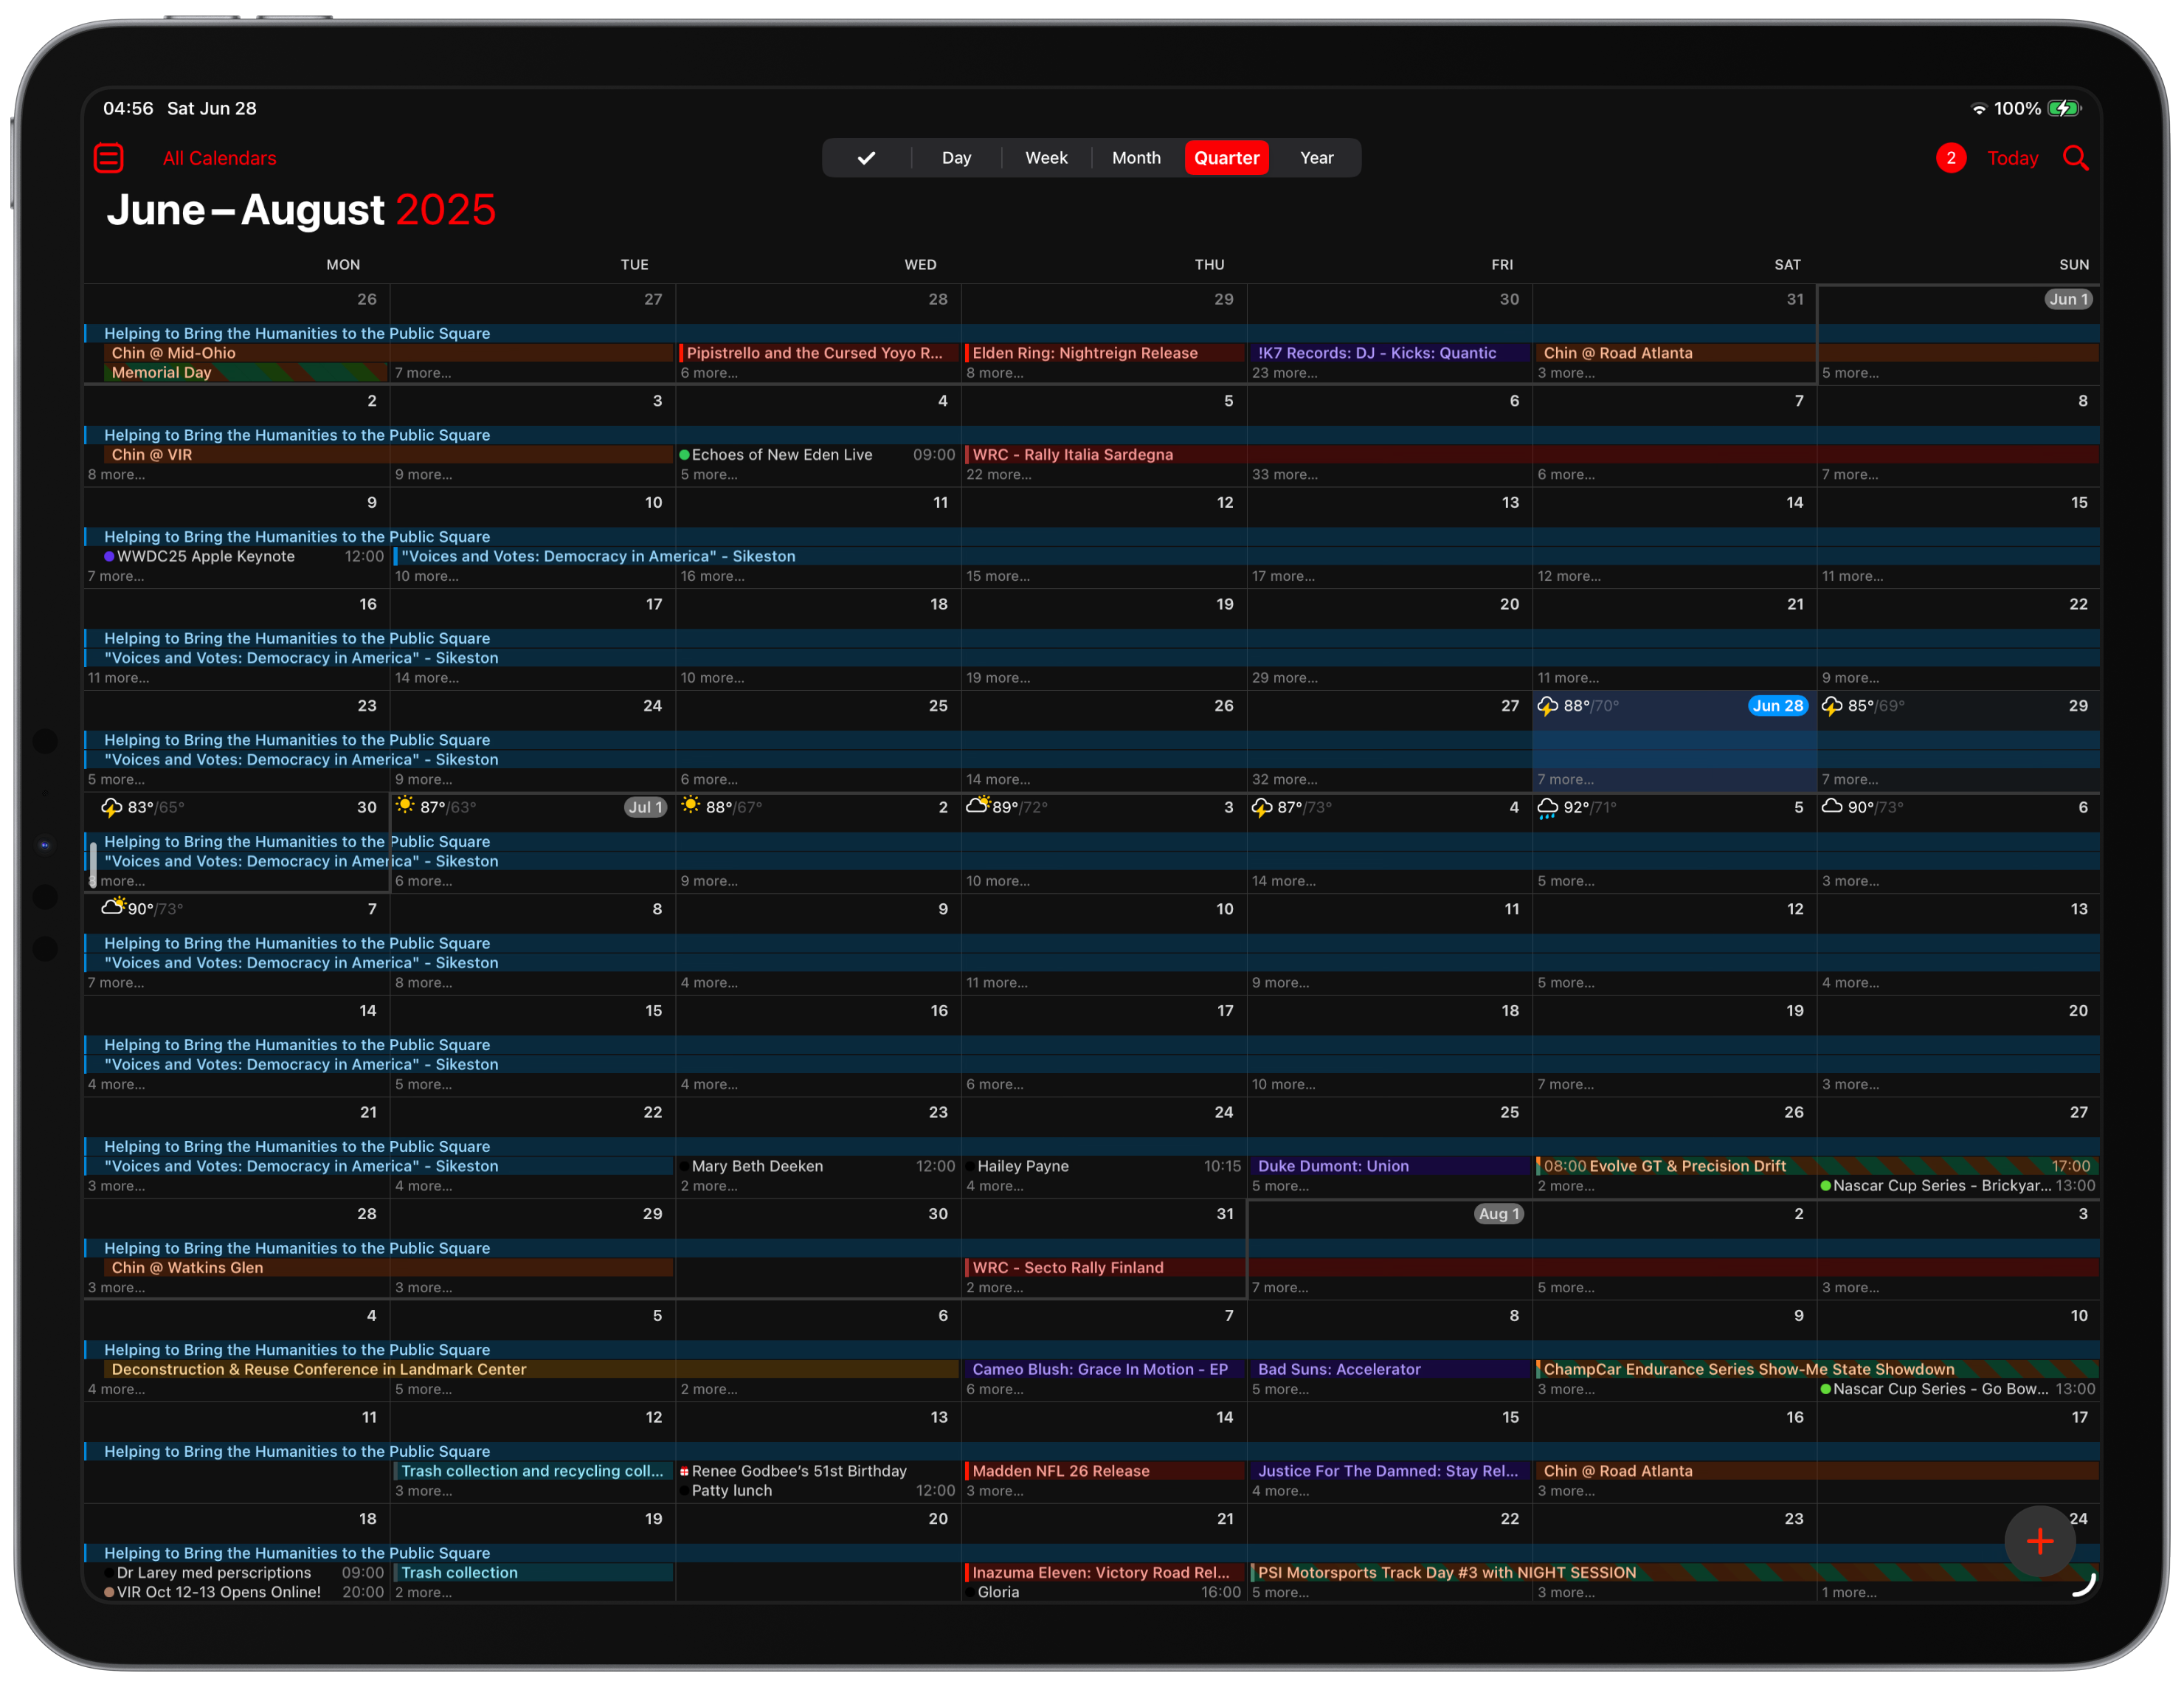 04:56 Sat Jun 28 100%
All Calendars Day Week Month Quarter Year 2 Today
June – August 2025
MON TUE WED THU FRI SAT SUN
26 27 28 29 30 31 Jun 1
Helping to Bring the Humanities to the Public Square
Chin @ Mid-Ohio Pipistrello and the Cursed Yoyo R... Elden Ring: Nightreign Release !K7 Records: DJ - Kicks: Quantic Chin @ Road Atlanta
Memorial Day 7 more... 6 more... 8 more... 23 more... 3 more... 5 more...
2 3 4 5 6 7 8
Helping to Bring the Humanities to the Public Square
Chin @ VIR Echoes of New Eden Live 09:00 WRC - Rally Italia Sardegna
8 more... 9 more... 5 more... 22 more... 33 more... 6 more... 7 more...
9 10 11 12 13 14 15
Helping to Bring the Humanities to the Public Square
WWDC25 Apple Keynote 12:00 "Voices and Votes: Democracy in America" - Sikeston
7 more... 10 more... 16 more... 15 more... 17 more... 12 more... 11 more...
16 17 18 19 20 21 22
Helping to Bring the Humanities to the Public Square
"Voices and Votes: Democracy in America" - Sikeston
11 more... 14 more... 10 more... 19 more... 29 more... 11 more... 9 more...
23 24 25 26 27 88°/70° Jun 28 85°/69° 29
Helping to Bring the Humanities to the Public Square
"Voices and Votes: Democracy in America" - Sikeston
5 more... 9 more... 6 more... 14 more... 32 more... 7 more... 7 more...
83°/65° 30 87°/63° Jul 1 88°/67° 2 89°/72° 3 87°/73° 4 92°/71° 5 90°/73° 6
Helping to Bring the Humanities to the Public Square
"Voices and Votes: Democracy in America" - Sikeston
more... 6 more... 9 more... 10 more... 14 more... 5 more... 3 more...
90°/73° 7 8 9 10 11 12 13
Helping to Bring the Humanities to the Public Square
"Voices and Votes: Democracy in America" - Sikeston
7 more... 8 more... 4 more... 11 more... 9 more... 5 more... 4 more...
14 15 16 17 18 19 20
Helping to Bring the Humanities to the Public Square
"Voices and Votes: Democracy in America" - Sikeston
4 more... 5 more... 4 more... 6 more... 10 more... 7 more... 3 more...
21 22 23 24 25 26 27
Helping to Bring the Humanities to the Public Square
"Voices and Votes: Democracy in America" - Sikeston Mary Beth Deeken 12:00 Hailey Payne 10:15 Duke Dumont: Union 08:00 Evolve GT & Precision Drift 17:00
3 more... 4 more... 2 more... 4 more... 5 more... 2 more... Nascar Cup Series - Brickyar... 13:00
28 29 30 31 Aug 1 2 3
Helping to Bring the Humanities to the Public Square
Chin @ Watkins Glen WRC - Secto Rally Finland
3 more... 3 more... 2 more... 7 more... 5 more... 3 more...
4 5 6 7 8 9 10
Helping to Bring the Humanities to the Public Square
Deconstruction & Reuse Conference in Landmark Center Cameo Blush: Grace In Motion - EP Bad Suns: Accelerator ChampCar Endurance Series Show-Me State Showdown
4 more... 5 more... 2 more... 6 more... 5 more... 3 more... Nascar Cup Series - Go Bow... 13:00
11 12 13 14 15 16 17
Helping to Bring the Humanities to the Public Square
Trash collection and recycling coll... Renee Godbee's 51st Birthday Madden NFL 26 Release Justice For The Damned: Stay Rel... Chin @ Road Atlanta
3 more... Patty lunch 12:00 3 more... 4 more... 3 more...
18 19 20 21 22 23 24
Helping to Bring the Humanities to the Public Square
Dr Larey med perscriptions 09:00 Trash collection Inazuma Eleven: Victory Road Rel... PSI Motorsports Track Day #3 with NIGHT SESSION
VIR Oct 12-13 Opens Online! 20:00 2 more... Gloria 16:00 5 more... 3 more... 1 more...